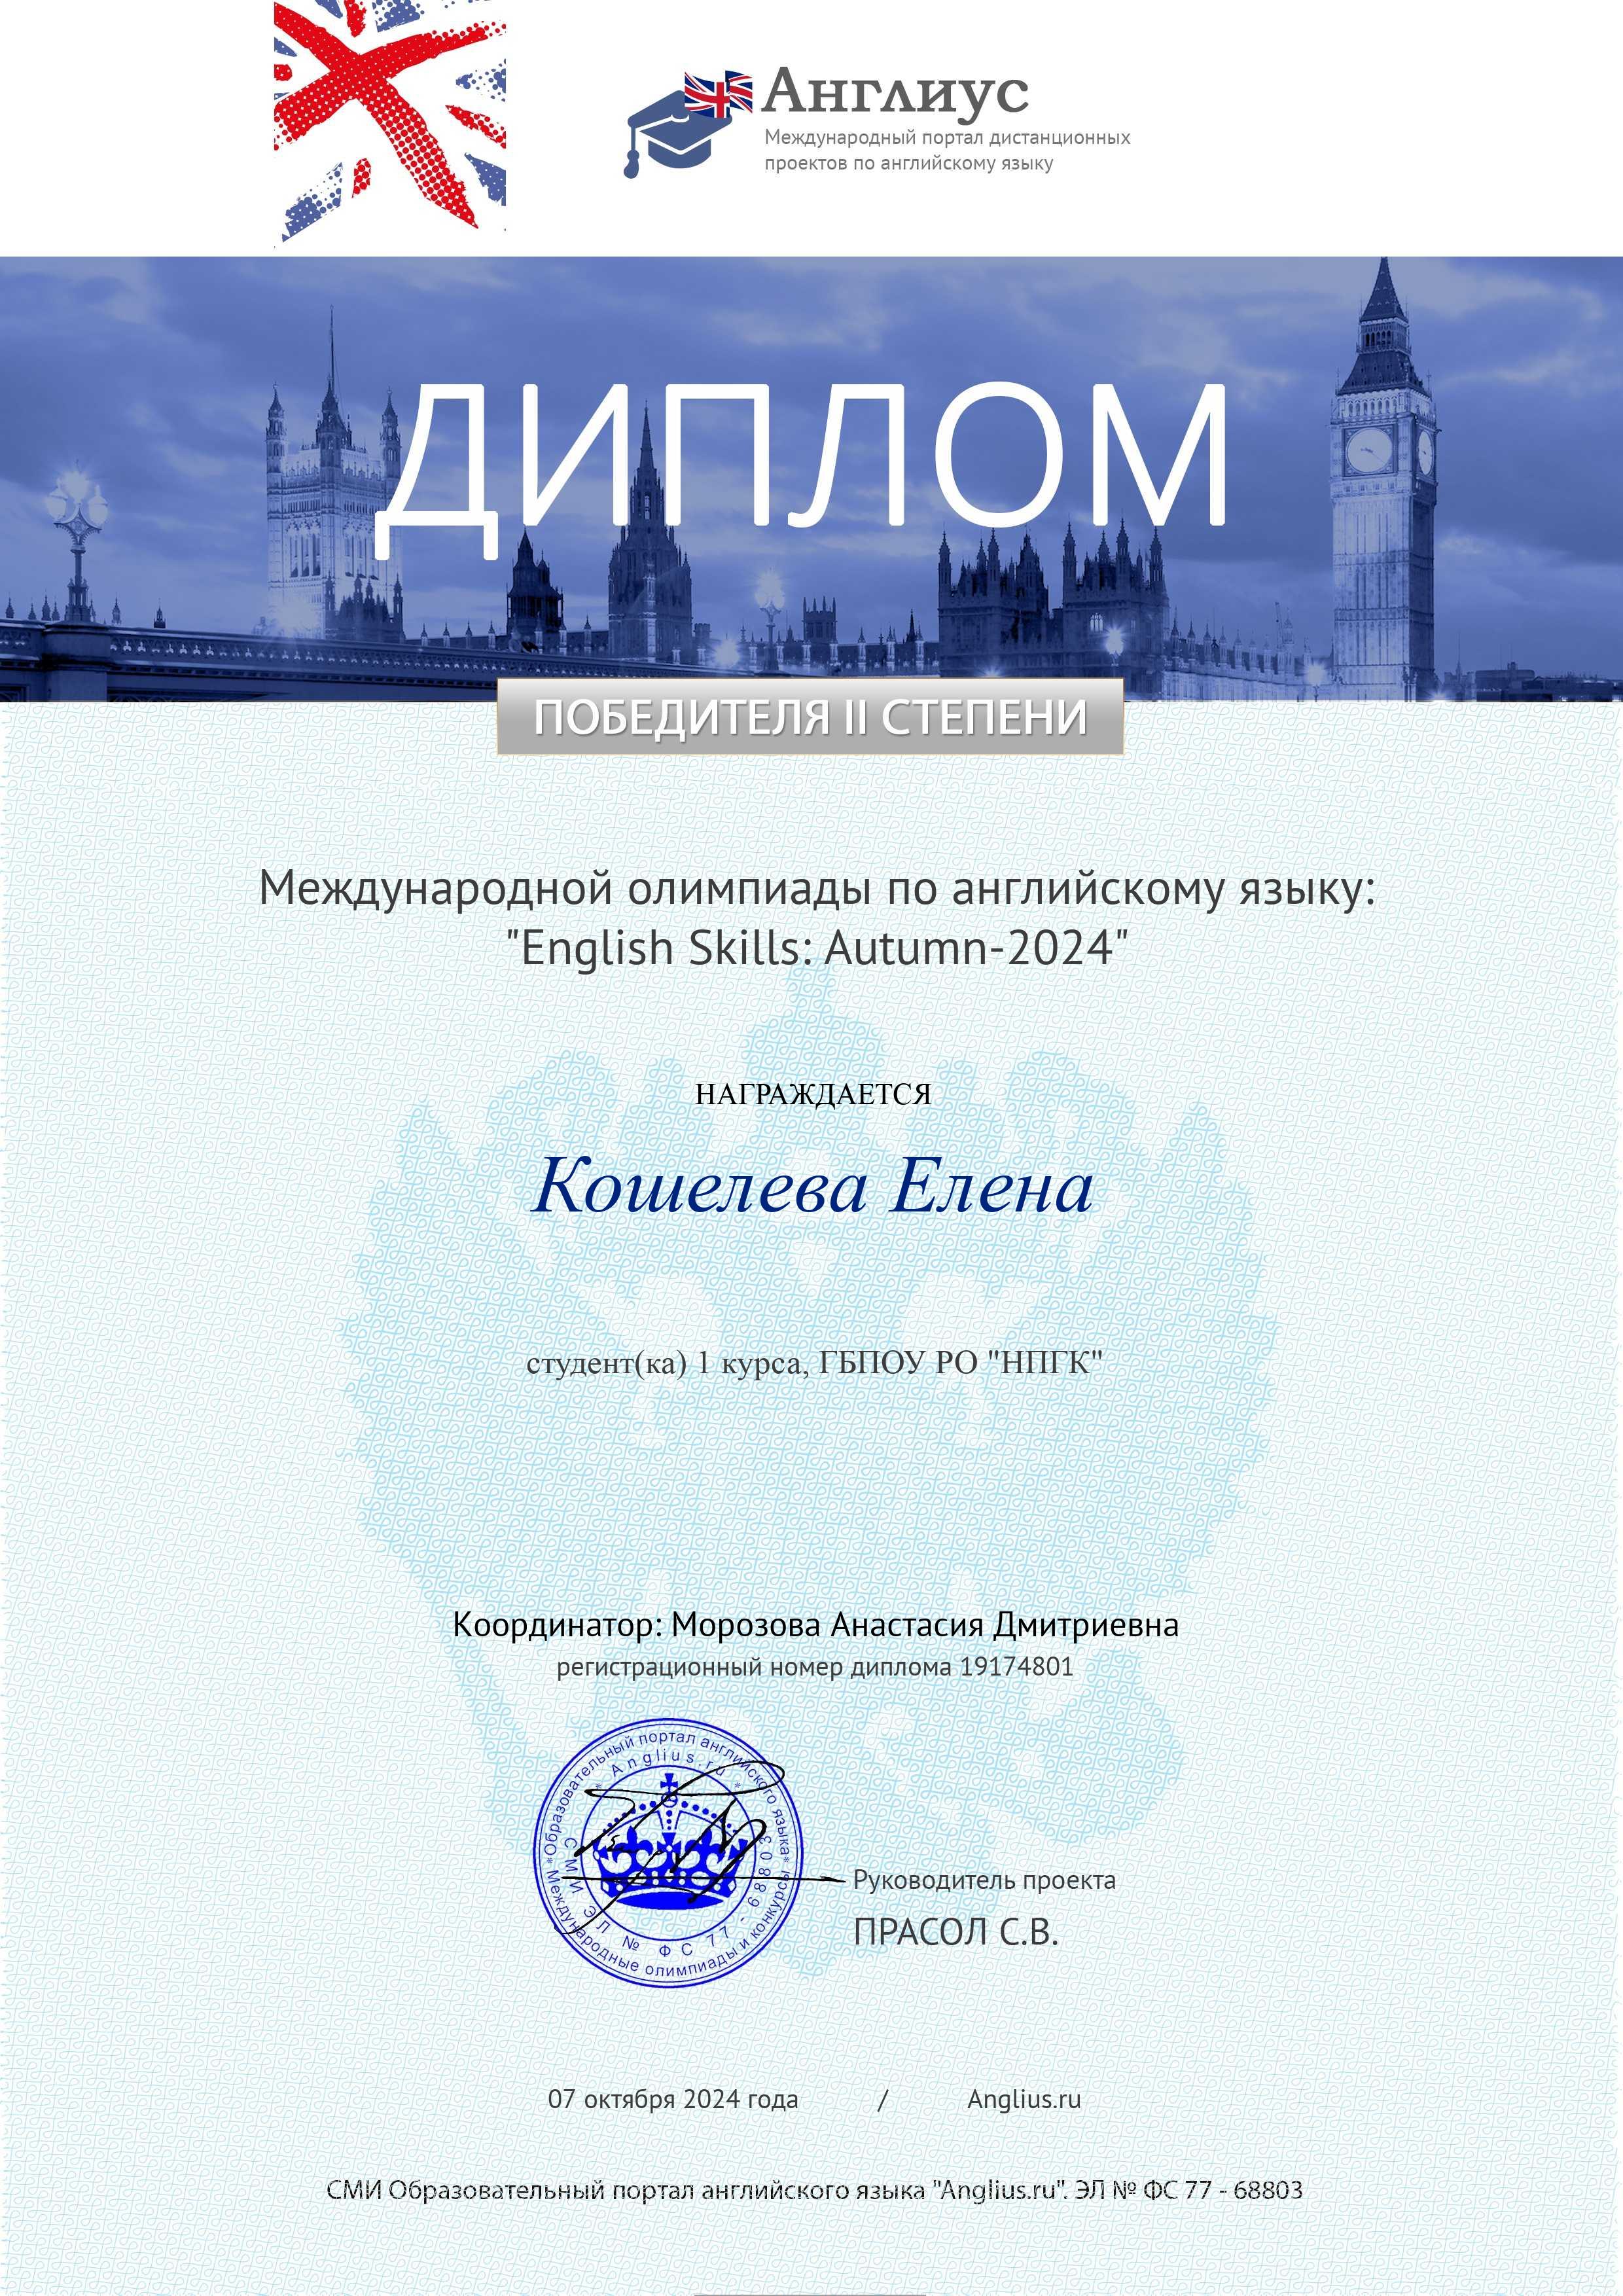 Англиус
Международный портал дистанционных
проектов по английскому языку
ДИПЛОМ
ПОБЕДИТЕЛЯ II СТЕПЕНИ
Международной олимпиады по английскому языку:
"English Skills: Autumn-2024"
НАГРАЖДАЕТСЯ
Кошелева Елена
студент(ка) 1 курса, ГБПОУ РО "НПГК"
Координатор: Морозова Анастасия Дмитриевна
регистрационный номер диплома 19174801
*Образовательный портал английского языка*
Международные олимпиады и конкурсы
* Anglius.ru *
СМИ ЭЛ № ФС 77 - 68803
Руководитель проекта
ПРАСОЛ С.В.
07 октября 2024 года / Anglius.ru
СМИ Образовательный портал английского языка "Anglius.ru". ЭЛ № ФС 77 - 68803